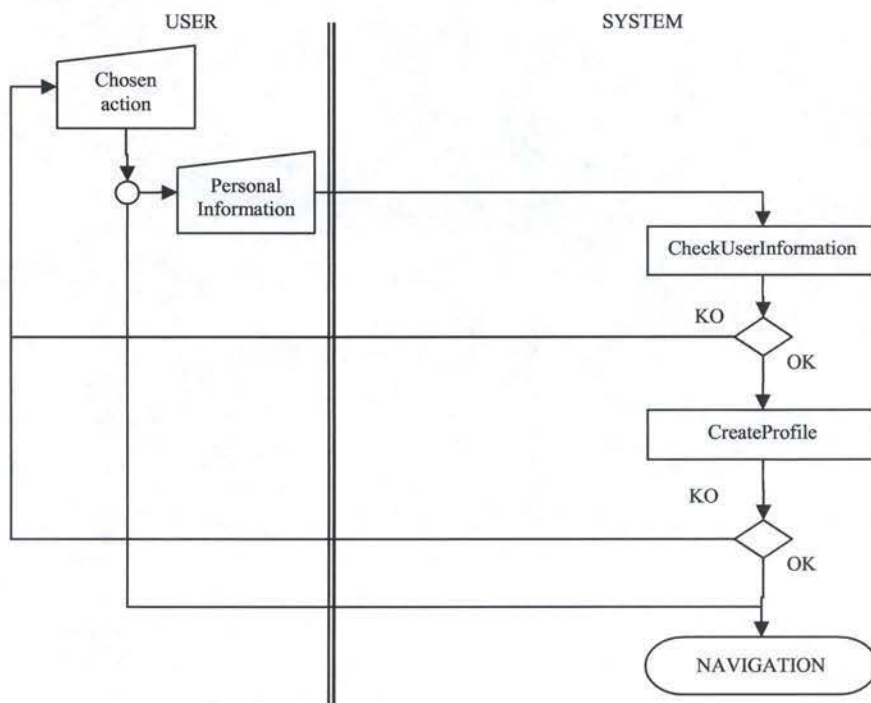 USER
SYSTEM
Chosen
action
Personal
Information
CheckUserInformation
KO
OK
CreateProfile
KO
OK
NAVIGATION